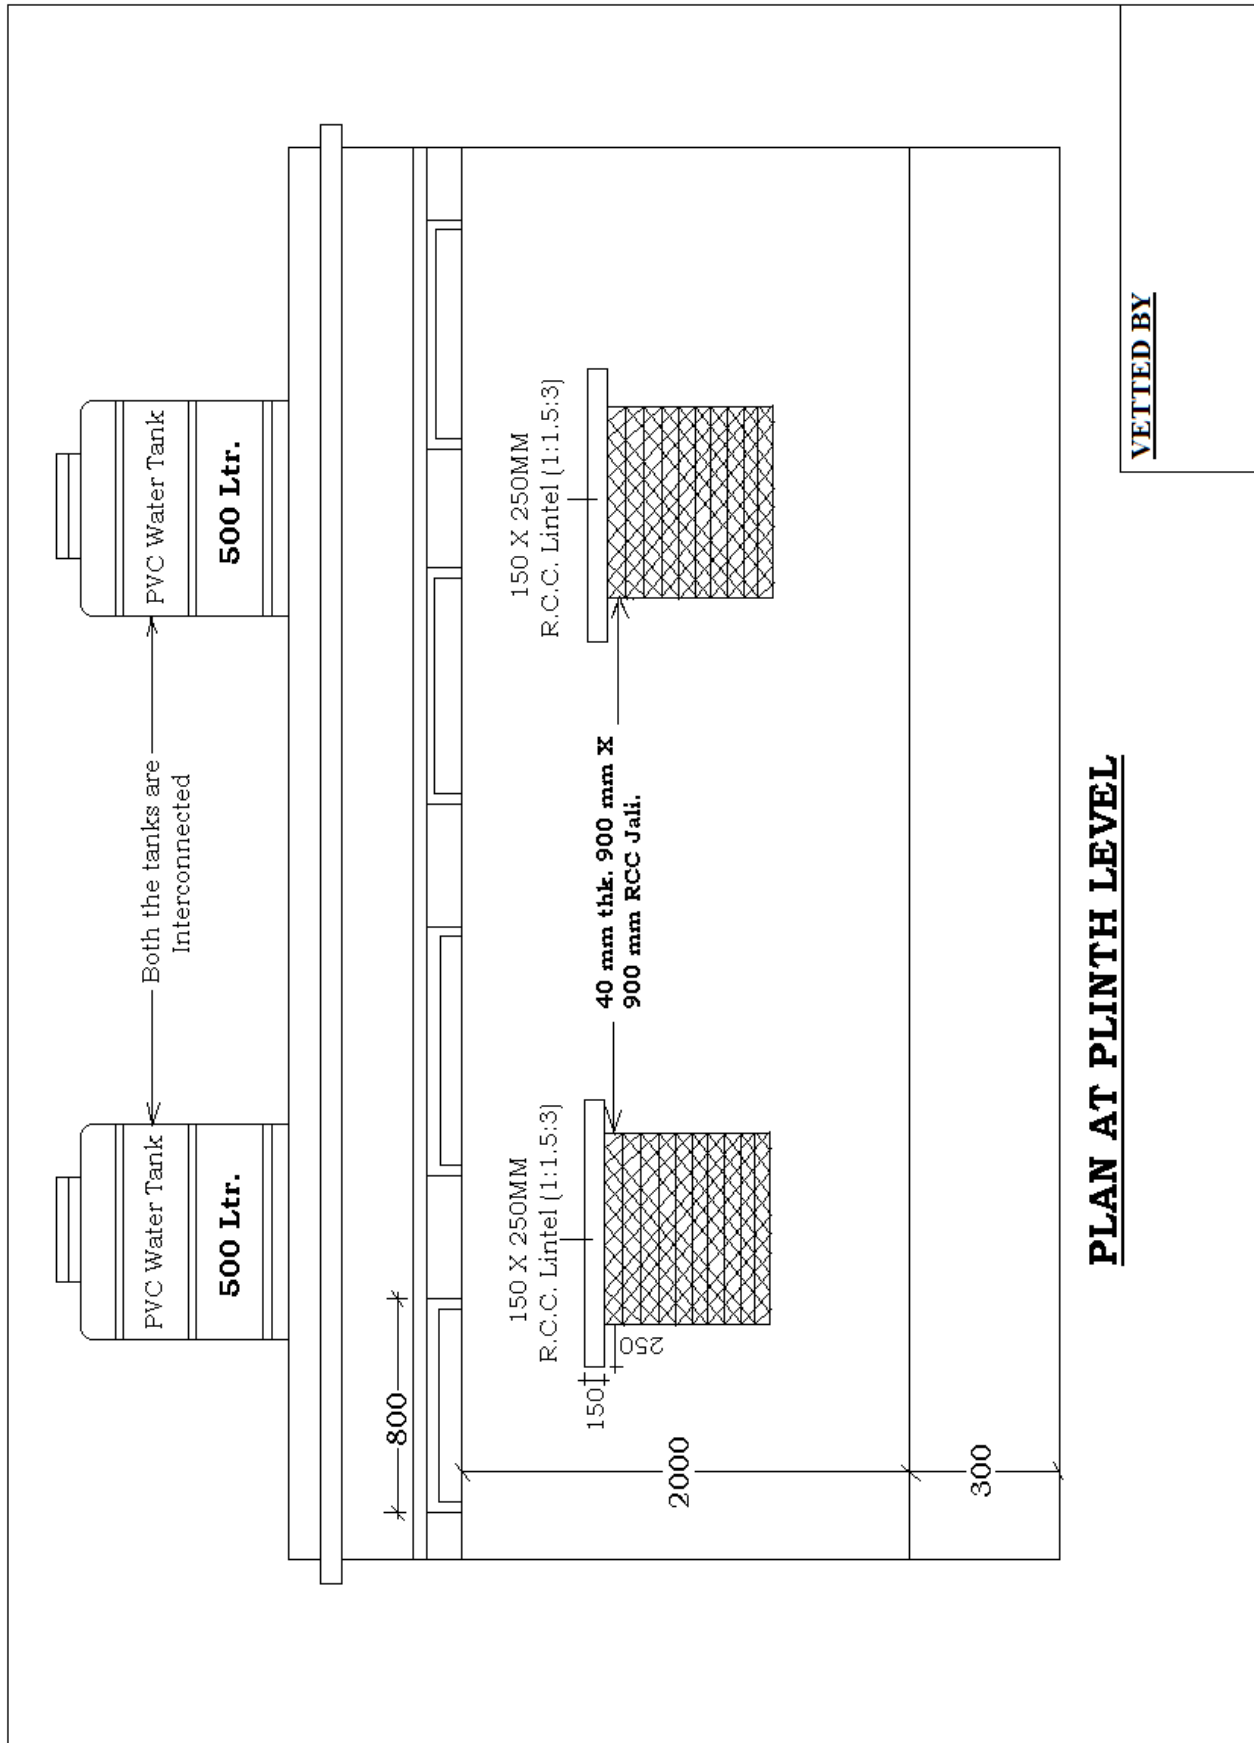 PVC Water Tank
500 Ltr.
Both the tanks are
Interconnected
PVC Water Tank
500 Ltr.
800
150 X 250MM
R.C.C. Lintel (1:1.5:3)
150 X 250MM
R.C.C. Lintel (1:1.5:3)
150
250
40 mm thk. 900 mm X
900 mm RCC Jali.
2000
300
PLAN AT PLINTH LEVEL
VETTED BY